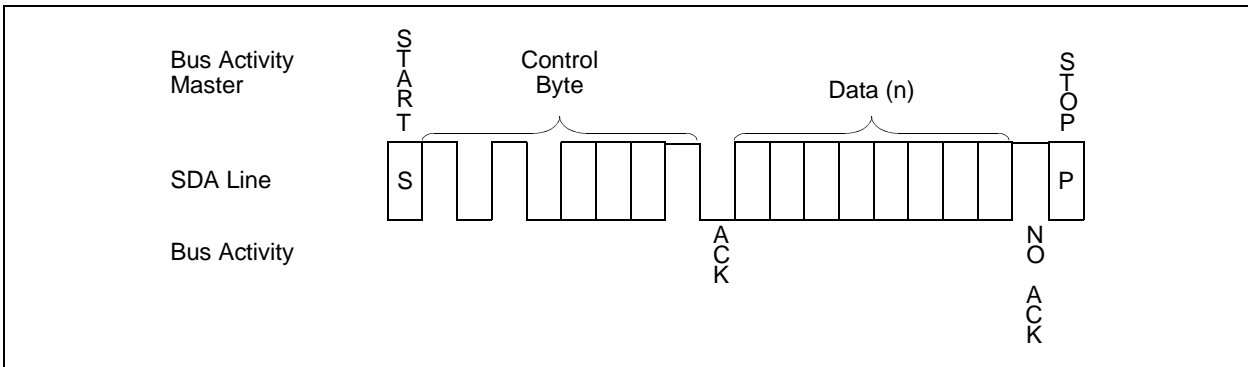 Bus Activity
Master
START
Control
Byte
Data (n)
STOP
SDA Line
S
P
Bus Activity
ACK
NO ACK